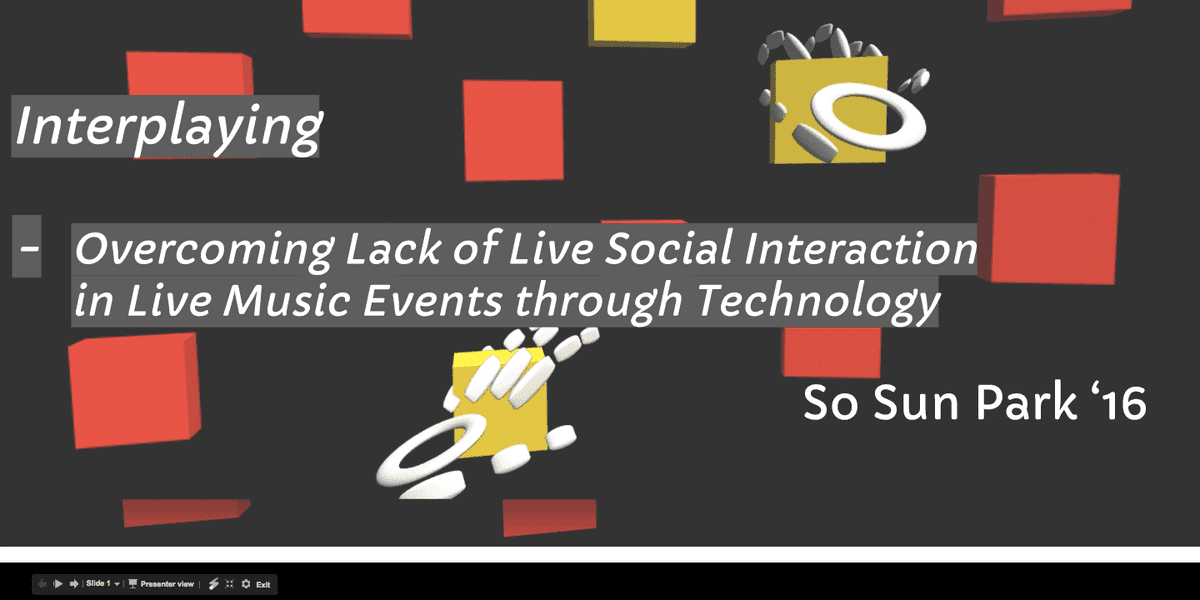 Interplaying
- Overcoming Lack of Live Social Interaction
in Live Music Events through Technology
So Sun Park ‘16
Slide 1
Presenter view
Exit